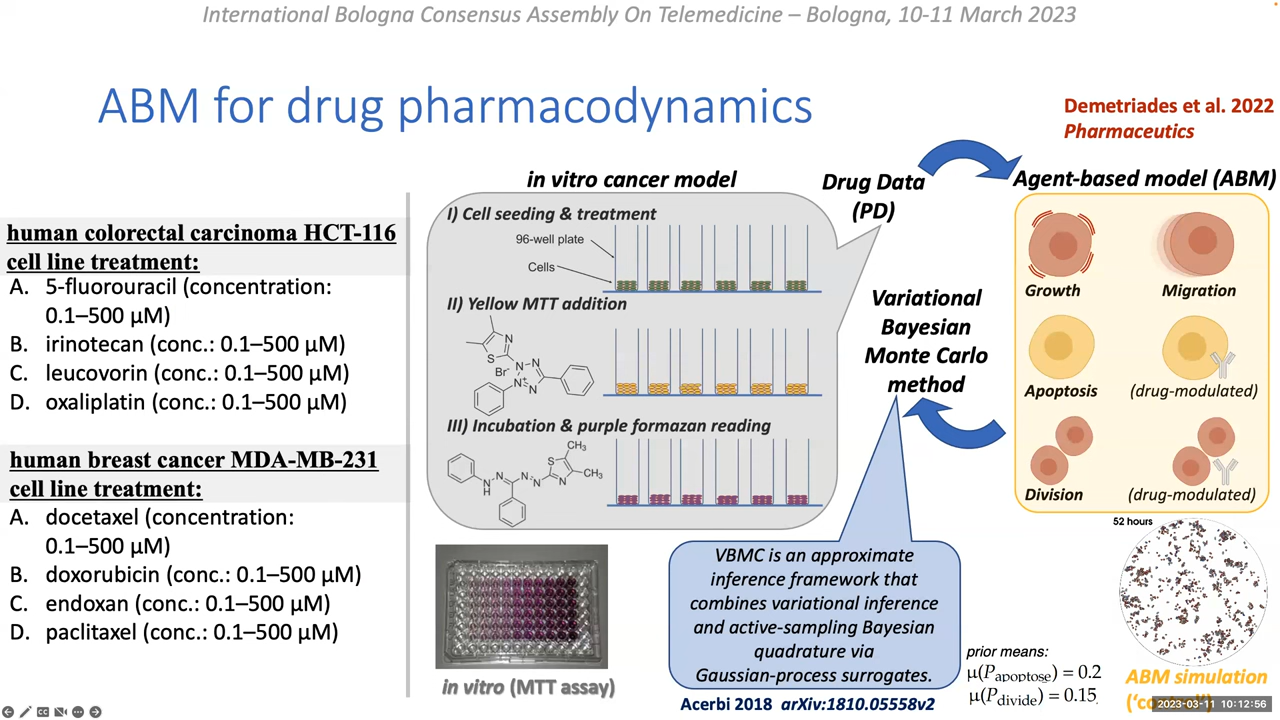 International Bologna Consensus Assembly On Telemedicine – Bologna, 10-11 March 2023
ABM for drug pharmacodynamics
Demetriades et al. 2022
Pharmaceutics
human colorectal carcinoma HCT-116
cell line treatment:
A. 5-fluorouracil (concentration:
0.1–500 µM)
B. irinotecan (conc.: 0.1–500 µM)
C. leucovorin (conc.: 0.1–500 µM)
D. oxaliplatin (conc.: 0.1–500 µM)
human breast cancer MDA-MB-231
cell line treatment:
A. docetaxel (concentration:
0.1–500 µM)
B. doxorubicin (conc.: 0.1–500 µM)
C. endoxan (conc.: 0.1–500 µM)
D. paclitaxel (conc.: 0.1–500 µM)
in vitro cancer model
I) Cell seeding & treatment
96-well plate
Cells
II) Yellow MTT addition
S
N
N
N
Br-
N+
N
III) Incubation & purple formazan reading
CH3
S
CH3
N
N
H
N
N
N
in vitro (MTT assay)
Drug Data
(PD)
Variational
Bayesian
Monte Carlo
method
VBMC is an approximate
inference framework that
combines variational inference
and active-sampling Bayesian
quadrature via
Gaussian-process surrogates.
Acerbi 2018 arXiv:1810.05558v2
Agent-based model (ABM)
Growth
Migration
Apoptosis
(drug-modulated)
Division
(drug-modulated)
52 hours
prior means:
µ(Papoptose) = 0.2
µ(Pdivide) = 0.15
ABM simulation
2023-03-11 10:12:56